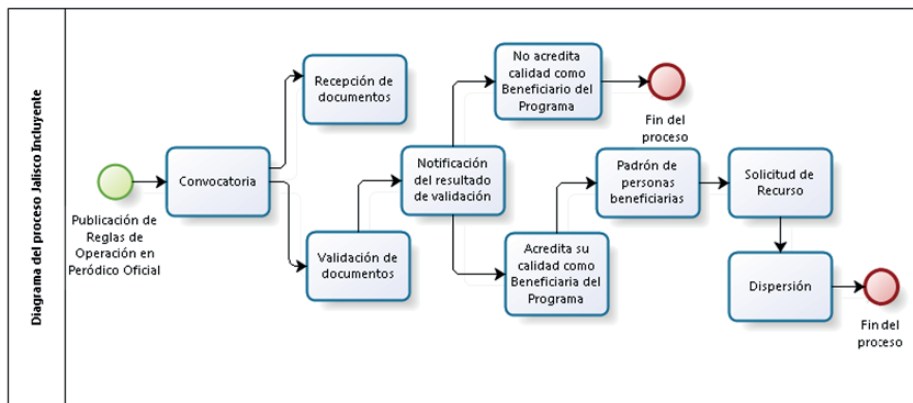 Diagrama del proceso Jalisco Incluyente
Publicación de
Reglas de
Operación en
Peródico Oficial
Convocatoria
Recepción de
documentos
Validación de
documentos
Notificación
del resultado
de validación
No acredita
calidad como
Beneficiario del
Programa
Fin del
proceso
Acredita su
calidad como
Beneficiaria del
Programa
Padrón de
personas
beneficiarias
Solicitud de
Recurso
Dispersión
Fin del
proceso